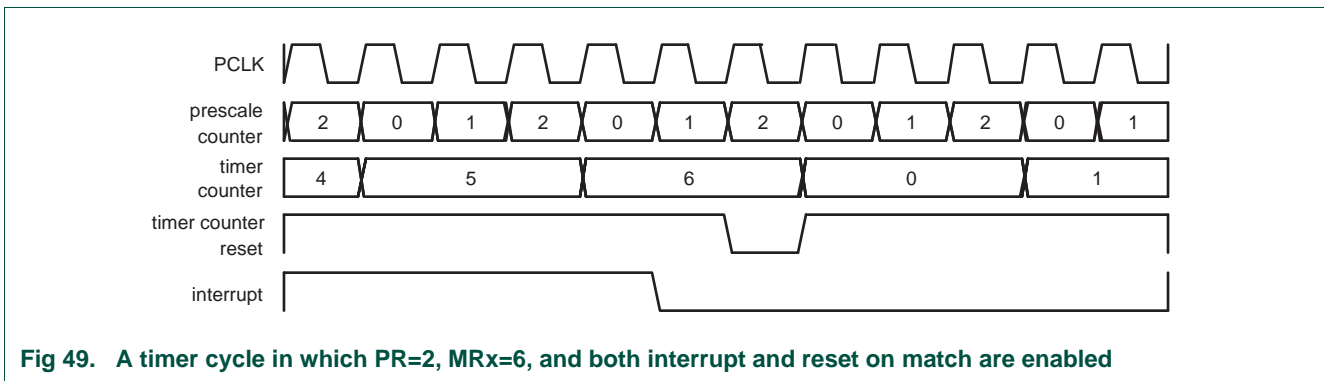 PCLK
prescale
counter
2 0 1 2 0 1 2 0 1 2 0 1
timer
counter
4 5 6 0 1
timer counter
reset
interrupt
Fig 49. A timer cycle in which PR=2, MRx=6, and both interrupt and reset on match are enabled